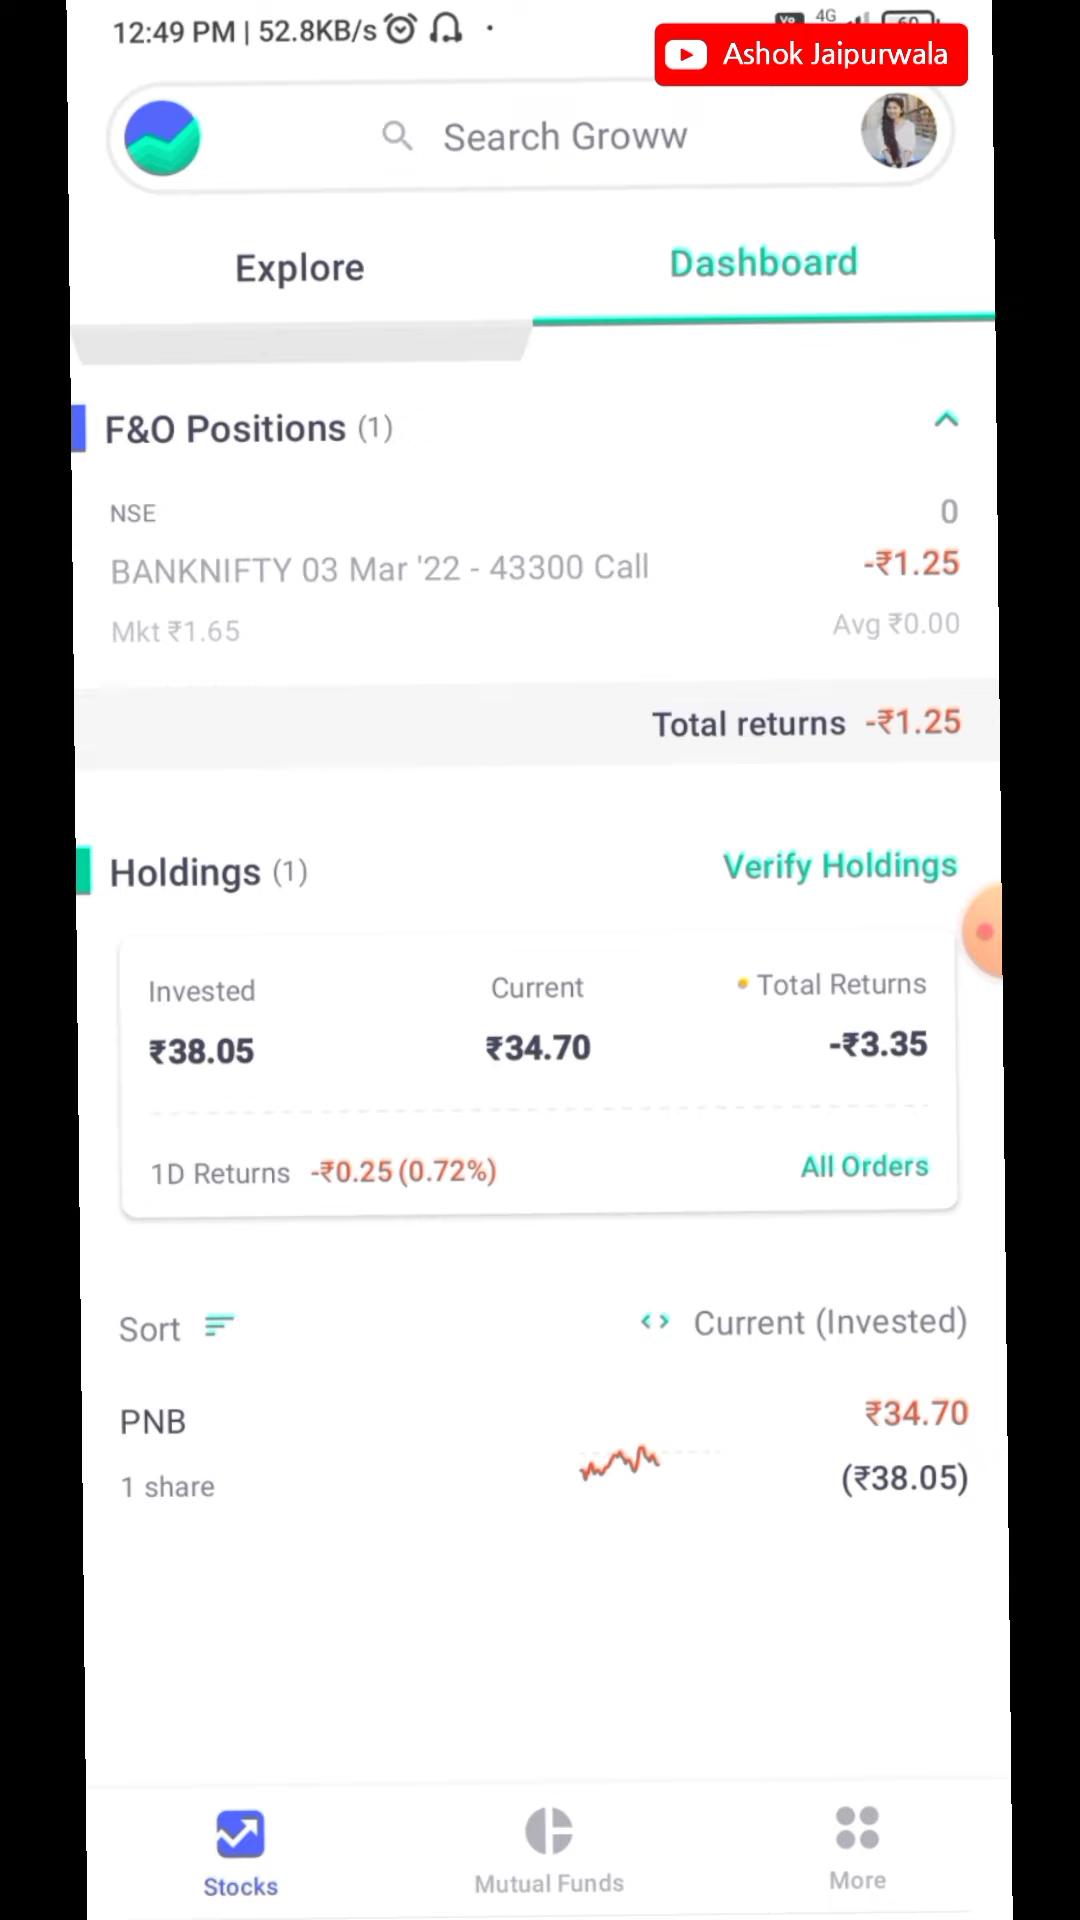 12:49 PM | 52.8KB/s
4G
Ashok Jaipurwala
Search Groww
Explore
Dashboard
F&O Positions (1)
NSE
0
BANKNIFTY 03 Mar '22 - 43300 Call
-₹1.25
Mkt ₹1.65
Avg ₹0.00
Total returns -₹1.25
Holdings (1)
Verify Holdings
Invested
Current
Total Returns
₹38.05
₹34.70
-₹3.35
1D Returns -₹0.25 (0.72%)
All Orders
Sort
<> Current (Invested)
PNB
₹34.70
1 share
(₹38.05)
Stocks
Mutual Funds
More